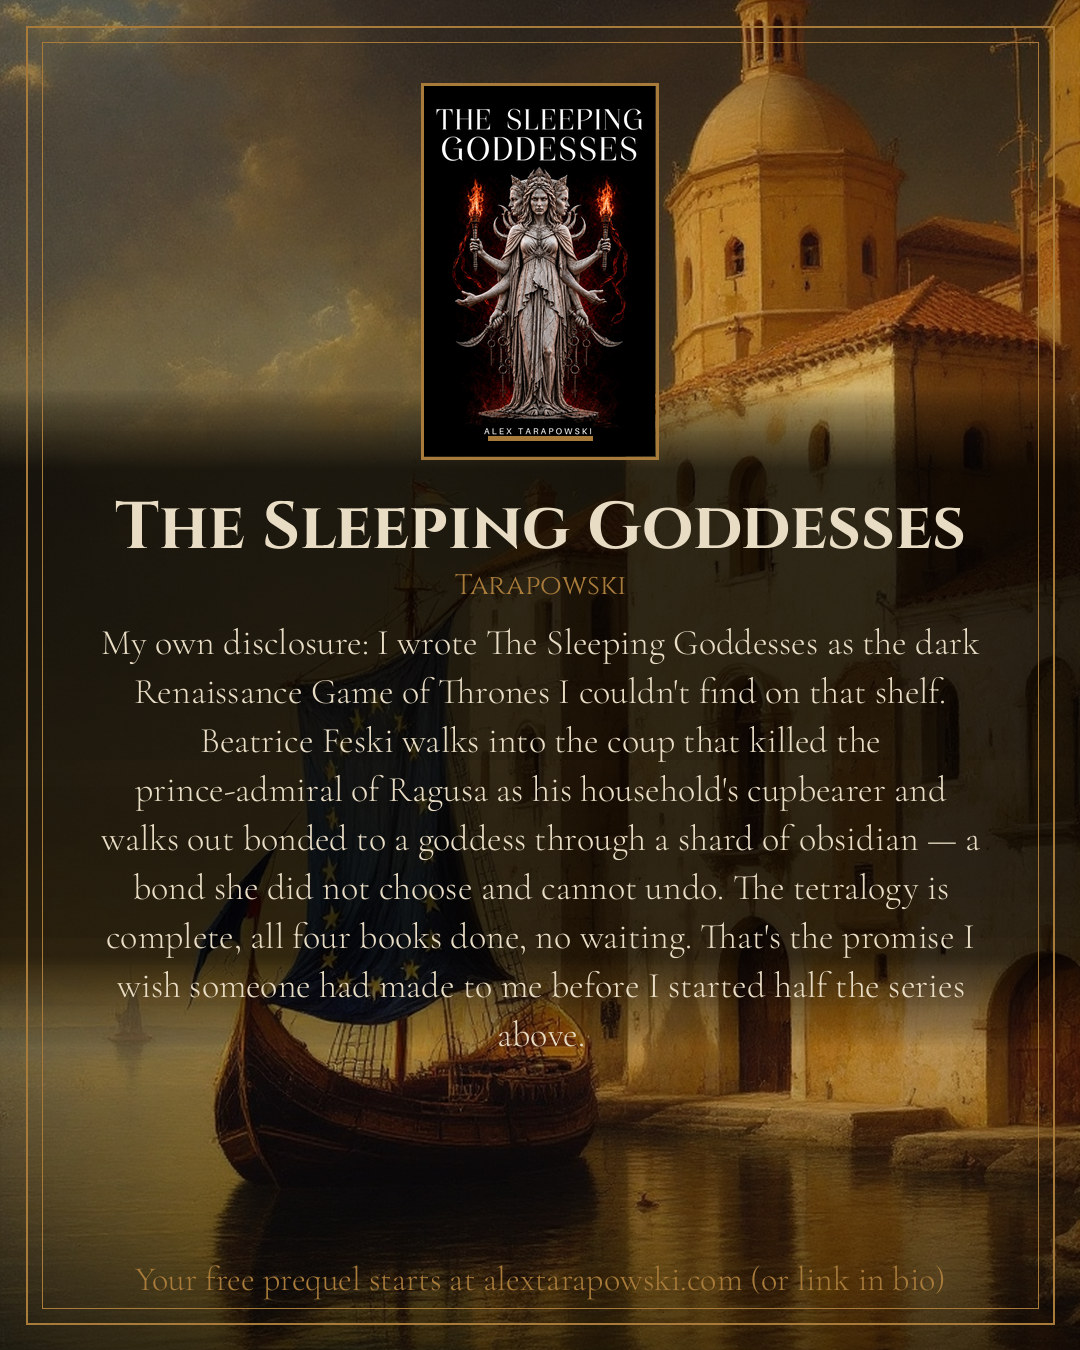 THE SLEEPING
GODDESSES
ALEX TARAPOWSKI
The Sleeping Goddesses
Tarapowski
My own disclosure: I wrote The Sleeping Goddesses as the dark
Renaissance Game of Thrones I couldn't find on that shelf.
Beatrice Feski walks into the coup that killed the
prince-admiral of Ragusa as his household's cupbearer and
walks out bonded to a goddess through a shard of obsidian — a
bond she did not choose and cannot undo. The tetralogy is
complete, all four books done, no waiting. That's the promise I
wish someone had made to me before I started half the series
above.
Your free prequel starts at alextarapowski.com (or link in bio)